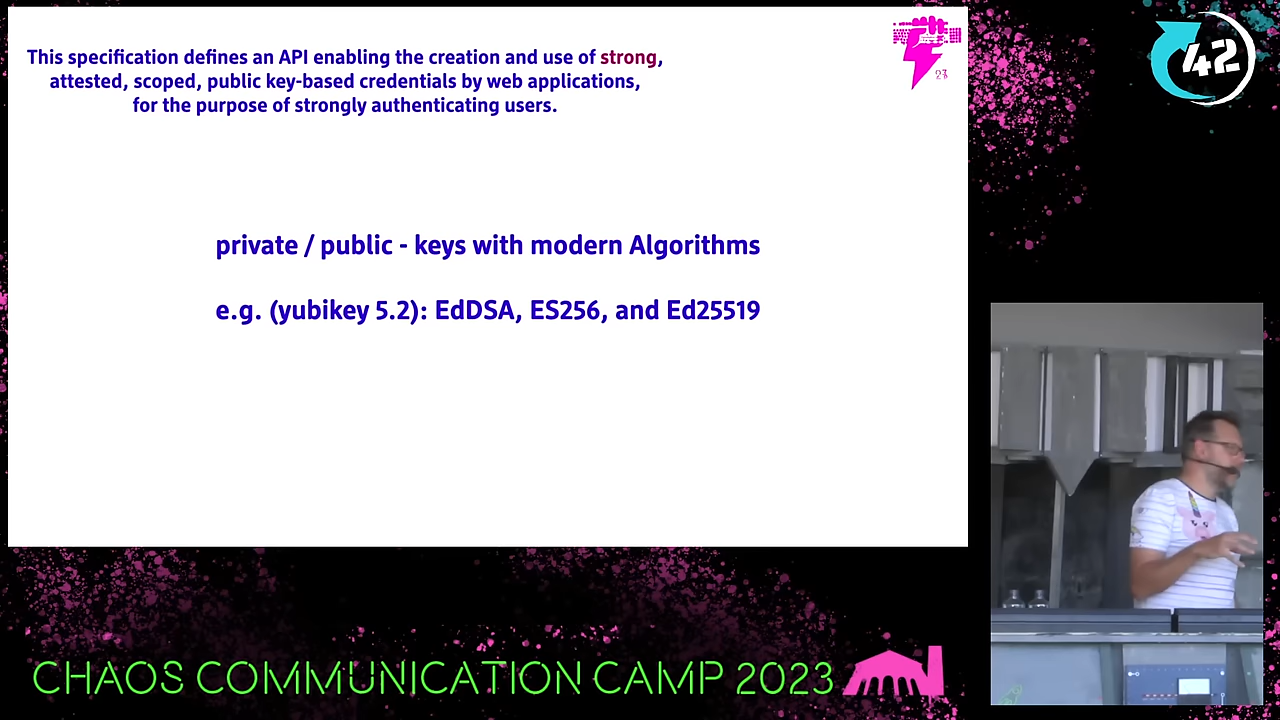 This specification defines an API enabling the creation and use of strong,
attested, scoped, public key-based credentials by web applications,
for the purpose of strongly authenticating users.
23
42
private / public - keys with modern Algorithms
e.g. (yubikey 5.2): EdDSA, ES256, and Ed25519
CHAOS COMMUNICATION CAMP 2023